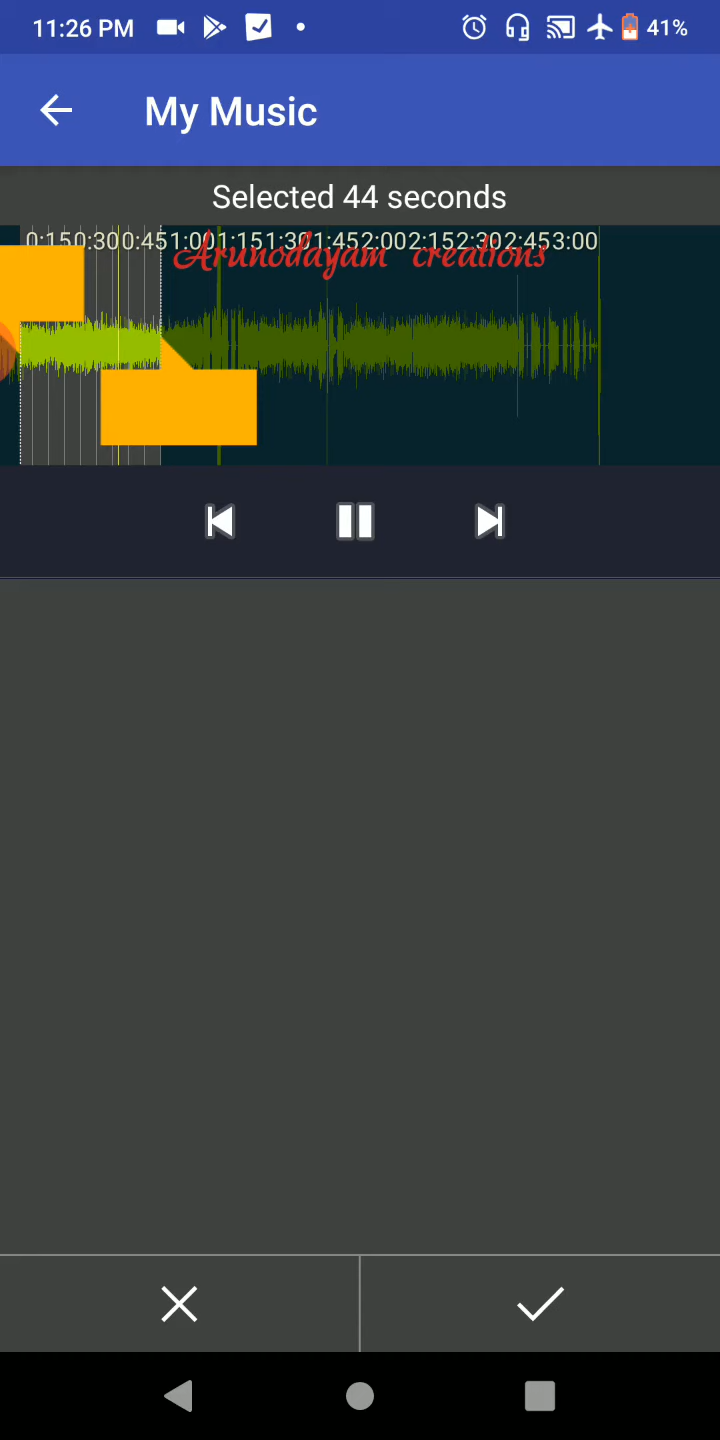 11:26 PM 41%
My Music
Selected 44 seconds
0:15 0:30 0:45 1:00 1:15 1:30 1:45 2:00 2:15 2:30 2:45 3:00
Arunodayam creations